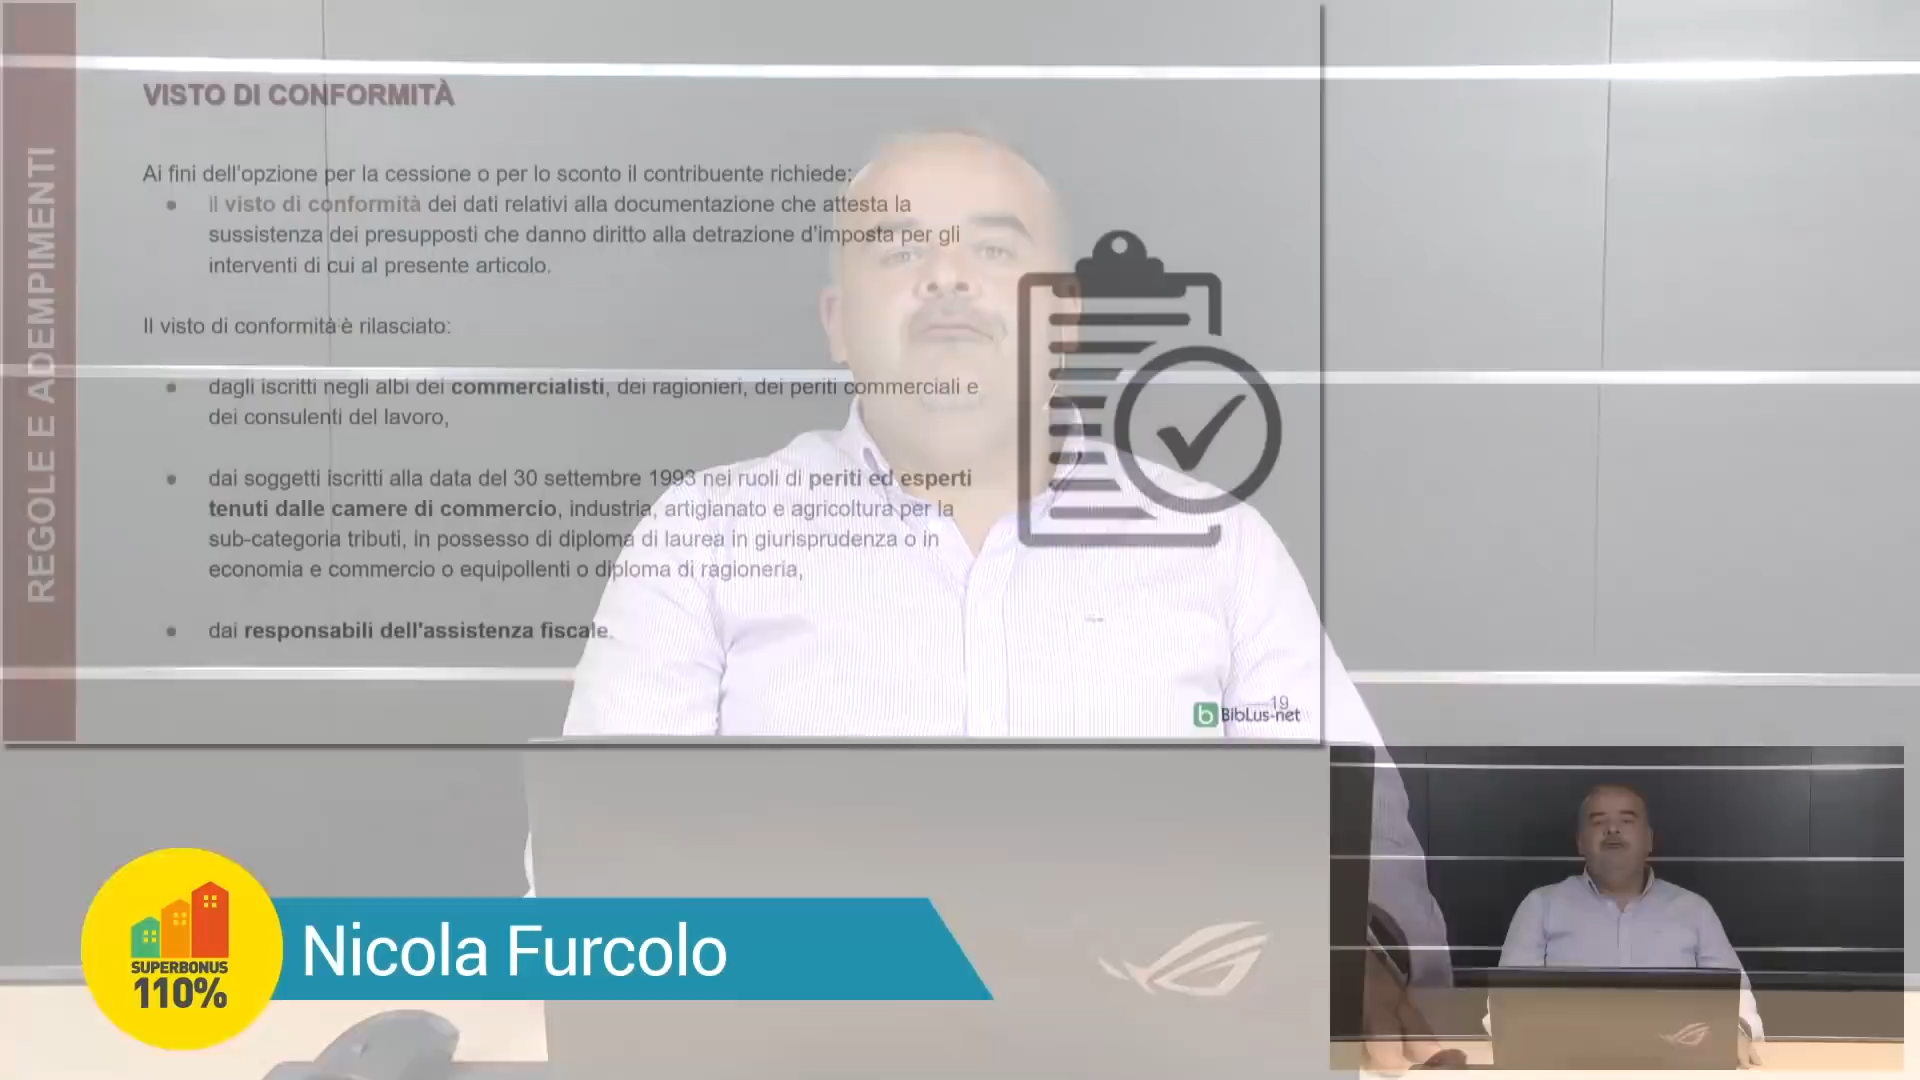 REGOLE E ADEMPIMENTI
VISTO DI CONFORMITÀ
Ai fini dell'opzione per la cessione o per lo sconto il contribuente richiede:
● il visto di conformità dei dati relativi alla documentazione che attesta la
sussistenza dei presupposti che danno diritto alla detrazione d'imposta per gli
interventi di cui al presente articolo.
Il visto di conformità è rilasciato:
● dagli iscritti negli albi dei commercialisti, dei ragionieri, dei periti commerciali e
dei consulenti del lavoro,
● dai soggetti iscritti alla data del 30 settembre 1993 nei ruoli di periti ed esperti
tenuti dalle camere di commercio, industria, artigianato e agricoltura per la
sub-categoria tributi, in possesso di diploma di laurea in giurisprudenza o in
economia e commercio o equipollenti o diploma di ragioneria,
● dai responsabili dell'assistenza fiscale.
19
b BibLus-net
SUPERBONUS
110%
Nicola Furcolo